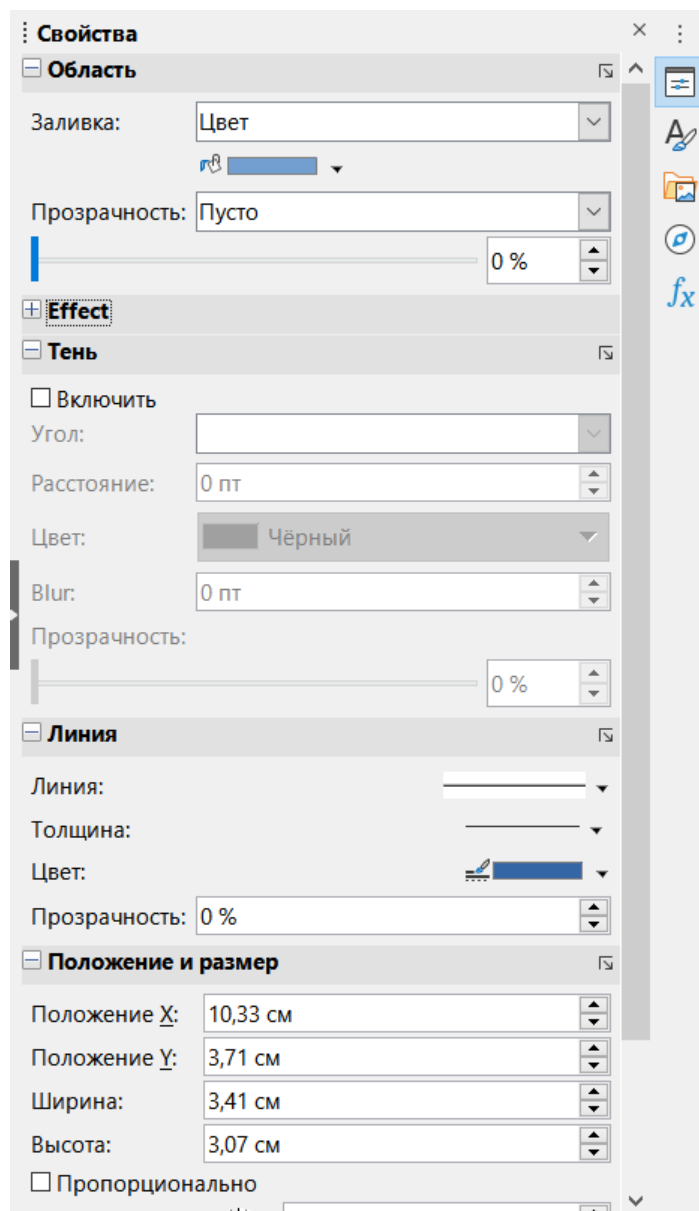 Свойства
Область
Заливка: Цвет
Прозрачность: Пусто
0 %
Effect
Тень
Включить
Угол:
Расстояние: 0 пт
Цвет: Чёрный
Blur: 0 пт
Прозрачность:
0 %
Линия
Линия:
Толщина:
Цвет:
Прозрачность: 0 %
Положение и размер
Положение X: 10,33 см
Положение Y: 3,71 см
Ширина: 3,41 см
Высота: 3,07 см
Пропорционально